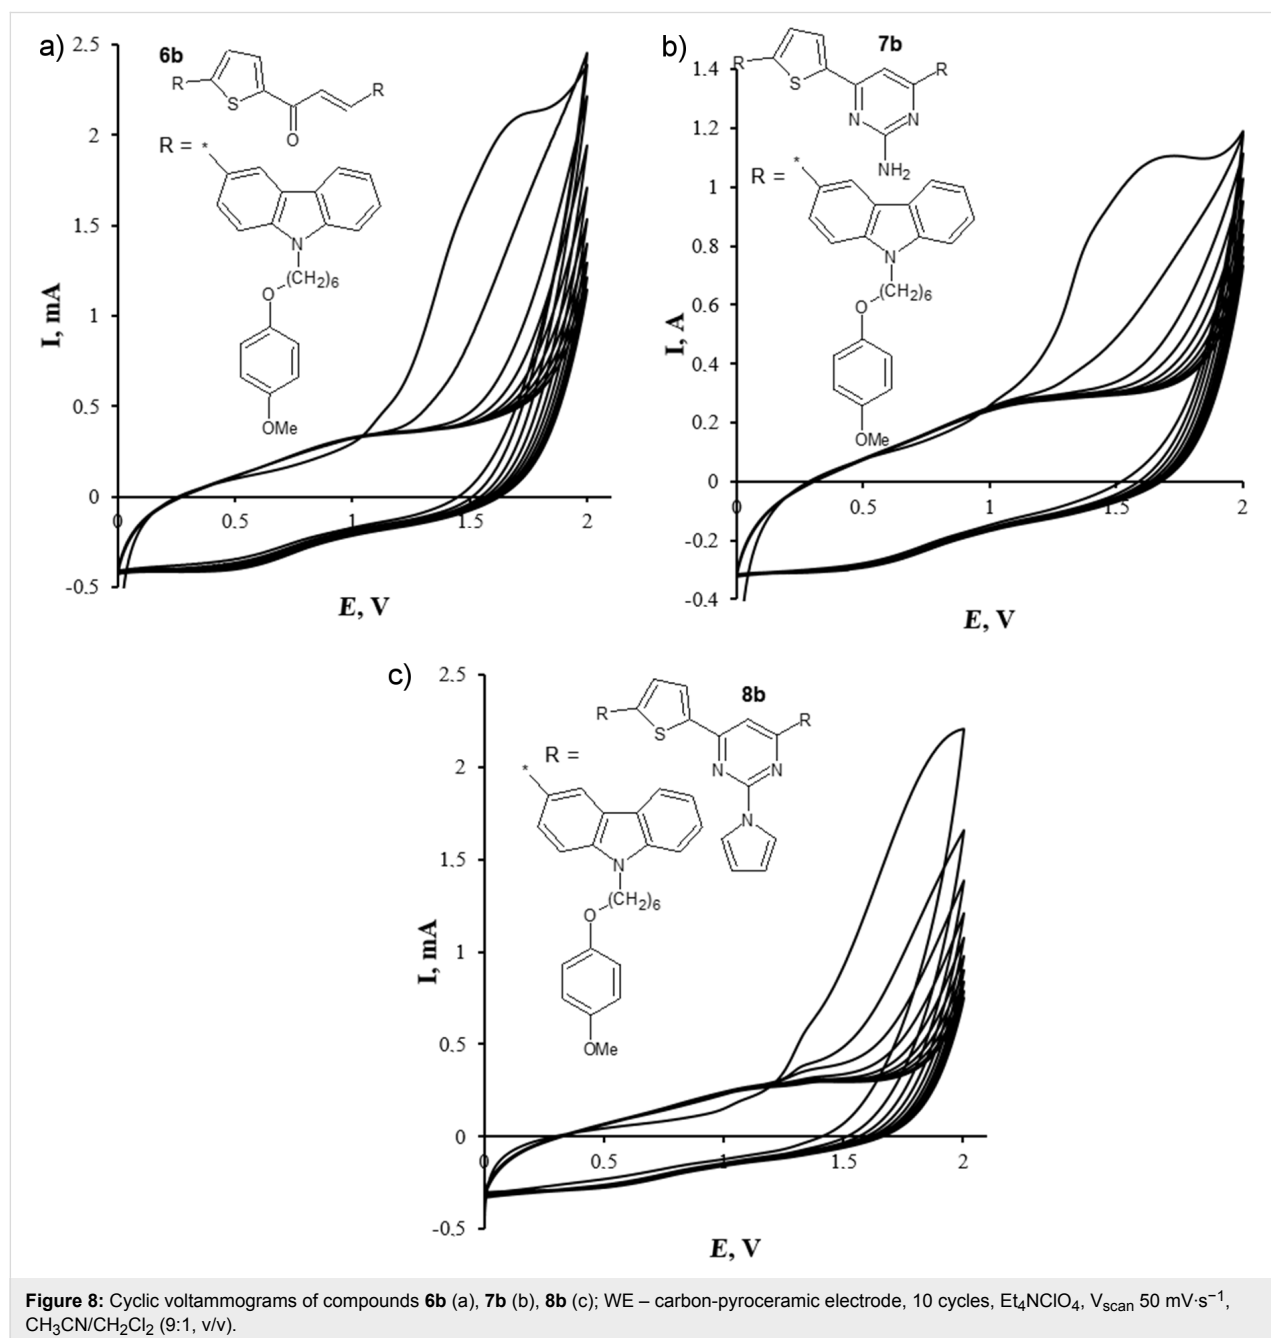 a)
6b
R
S
R
O
R =
*
N
(CH2)6
O
OMe
2.5
2
1.5
1
0.5
0
-0.5
0
0.5
1
1.5
2
I, mA
E, V
b)
7b
R
S
R
N
N
NH2
R =
*
N
(CH2)6
O
OMe
1.4
1.2
1
0.8
0.6
0.4
0.2
0
-0.2
-0.4
0
0.5
1
1.5
2
I, A
E, V
c)
8b
R
S
R
N
N
N
R =
*
N
(CH2)6
O
OMe
2.5
2
1.5
1
0.5
0
-0.5
0
0.5
1
1.5
2
I, mA
E, V
Figure 8: Cyclic voltammograms of compounds 6b (a), 7b (b), 8b (c); WE – carbon-pyroceramic electrode, 10 cycles, Et4NClO4, Vscan 50 mV·s−1,
CH3CN/CH2Cl2 (9:1, v/v).